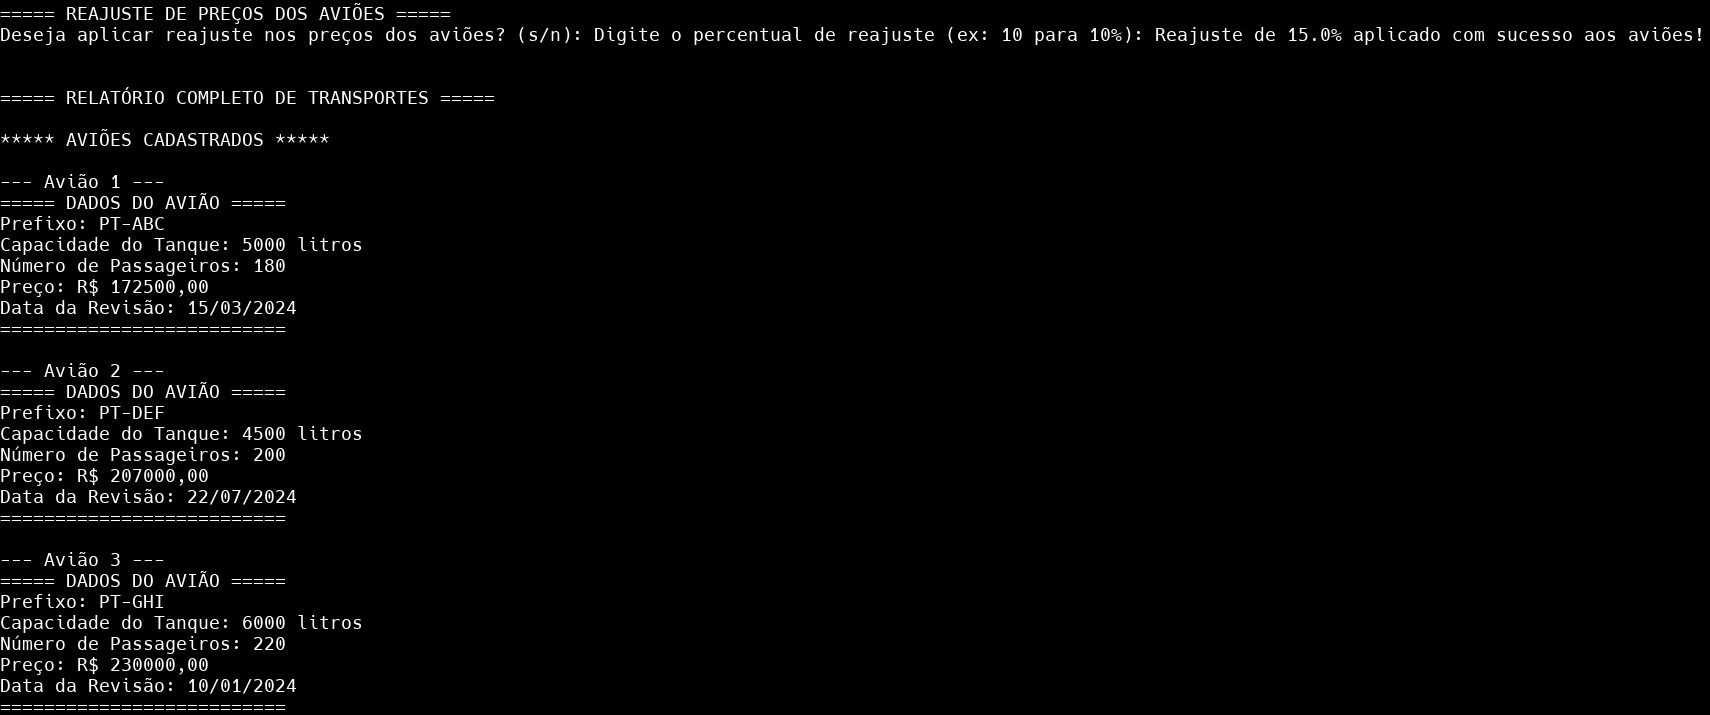 ===== REAJUSTE DE PREÇOS DOS AVIÕES =====
Deseja aplicar reajuste nos preços dos aviões? (s/n): Digite o percentual de reajuste (ex: 10 para 10%): Reajuste de 15.0% aplicado com sucesso aos aviões!
===== RELATÓRIO COMPLETO DE TRANSPORTES =====
***** AVIÕES CADASTRADOS *****
--- Avião 1 ---
===== DADOS DO AVIÃO =====
Prefixo: PT-ABC
Capacidade do Tanque: 5000 litros
Número de Passageiros: 180
Preço: R$ 172500,00
Data da Revisão: 15/03/2024
==========================
--- Avião 2 ---
===== DADOS DO AVIÃO =====
Prefixo: PT-DEF
Capacidade do Tanque: 4500 litros
Número de Passageiros: 200
Preço: R$ 207000,00
Data da Revisão: 22/07/2024
==========================
--- Avião 3 ---
===== DADOS DO AVIÃO =====
Prefixo: PT-GHI
Capacidade do Tanque: 6000 litros
Número de Passageiros: 220
Preço: R$ 230000,00
Data da Revisão: 10/01/2024
==========================